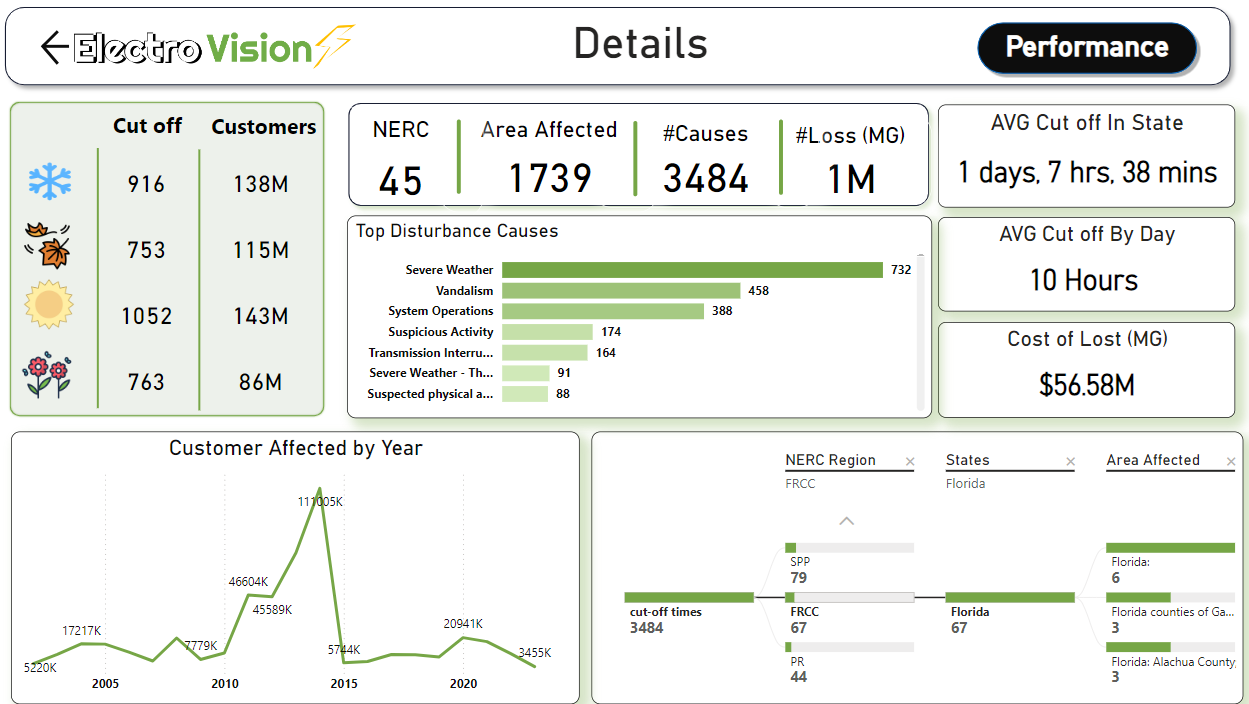 Electro Vision
Details
Performance
Cut off Customers
916 138M
753 115M
1052 143M
763 86M
NERC
45
Area Affected
1739
#Causes
3484
#Loss (MG)
1M
AVG Cut off In State
1 days, 7 hrs, 38 mins
AVG Cut off By Day
10 Hours
Cost of Lost (MG)
$56.58M
Top Disturbance Causes
Severe Weather 732
Vandalism 458
System Operations 388
Suspicious Activity 174
Transmission Interru... 164
Severe Weather - Th... 91
Suspected physical a... 88
Customer Affected by Year
111005K
46604K
45589K
17217K
7779K
5744K
20941K
3455K
5220K
2005 2010 2015 2020
NERC Region × States × Area Affected ×
FRCC Florida
cut-off times
3484
SPP
79
FRCC
67
PR
44
Florida
67
Florida:
6
Florida counties of Ga...
3
Florida: Alachua County,
3